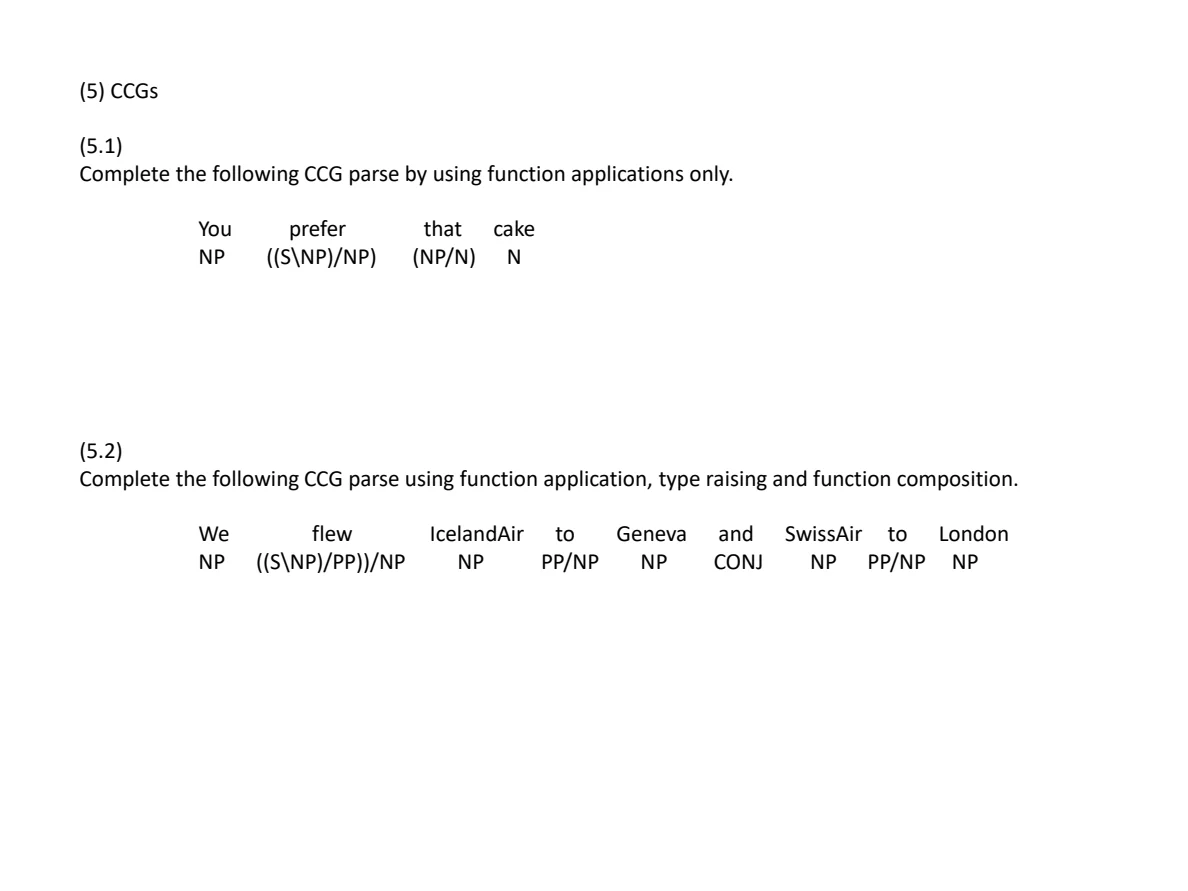 (5) CCGs
(5.1)
Complete the following CCG parse by using function applications only.
You prefer that cake
NP ((S\NP)/NP) (NP/N) N
(5.2)
Complete the following CCG parse using function application, type raising and function composition.
We flew IcelandAir to Geneva and SwissAir to London
NP ((S\NP)/PP))/NP NP PP/NP NP CONJ NP PP/NP NP